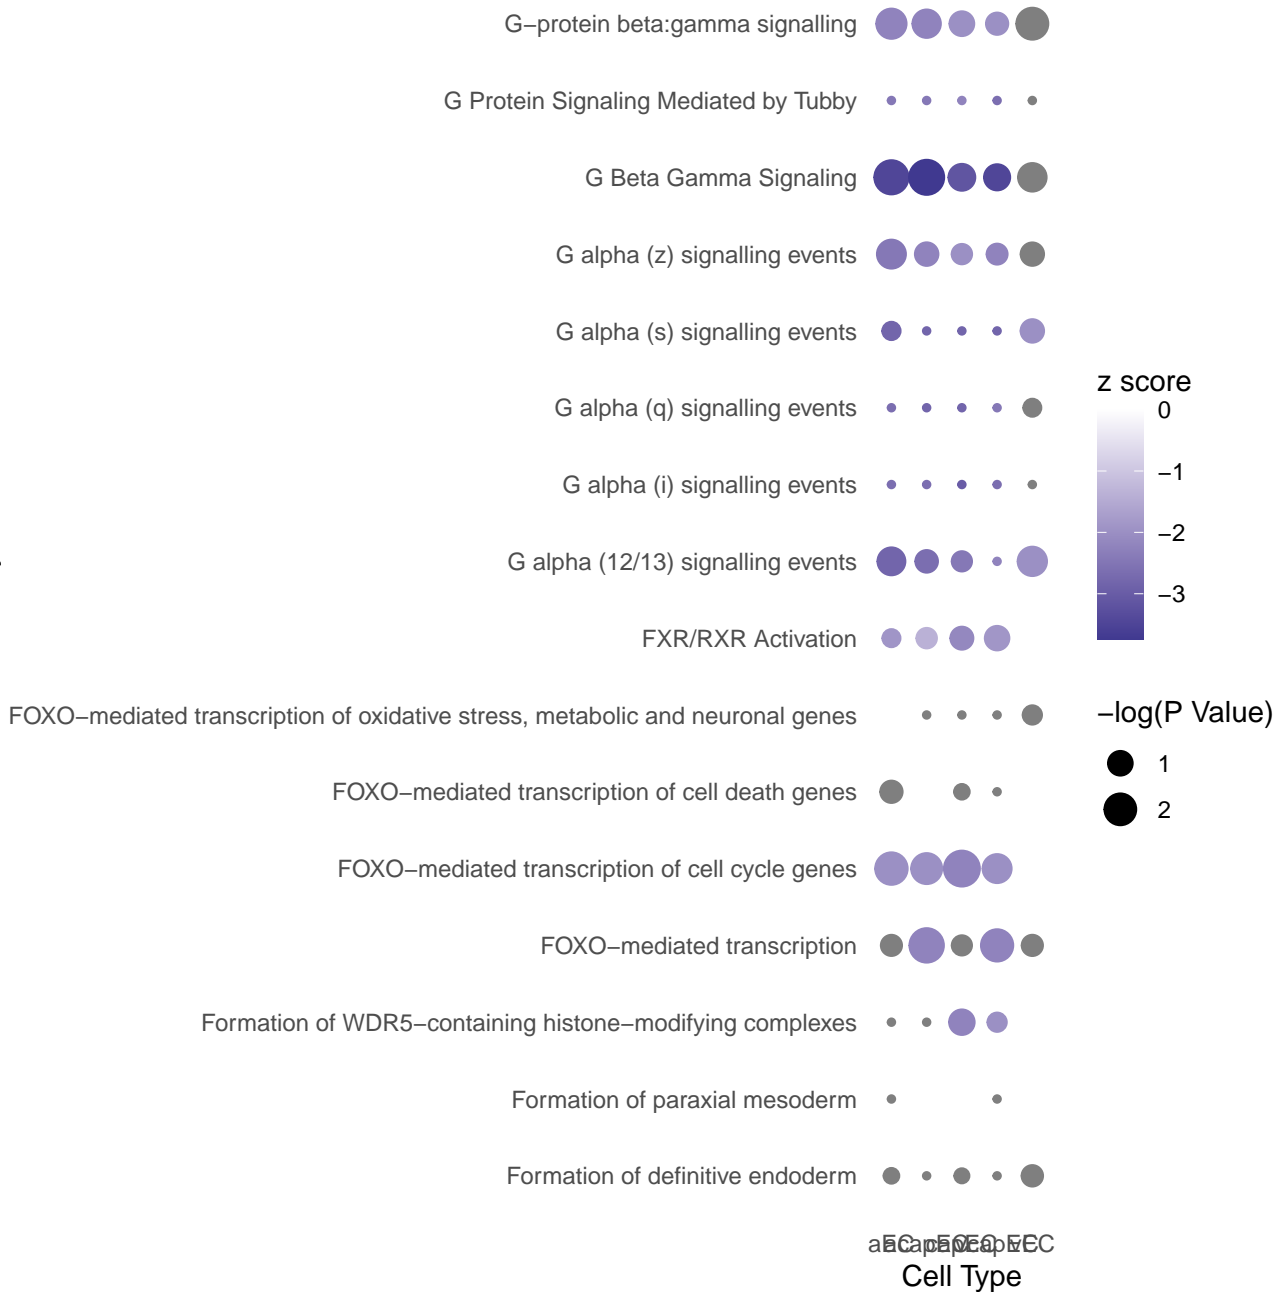 G−protein beta:gamma signalling
G Protein Signaling Mediated by Tubby
G Beta Gamma Signaling
G alpha (z) signalling events
G alpha (s) signalling events
G alpha (q) signalling events
G alpha (i) signalling events
G alpha (12/13) signalling events
FXR/RXR Activation
FOXO−mediated transcription of oxidative stress, metabolic and neuronal genes
FOXO−mediated transcription of cell death genes
FOXO−mediated transcription of cell cycle genes
FOXO−mediated transcription
Formation of WDR5−containing histone−modifying complexes
Formation of paraxial mesoderm
Formation of definitive endoderm
Cell Type
z score
0
−1
−2
−3
−log(P Value)
1
2